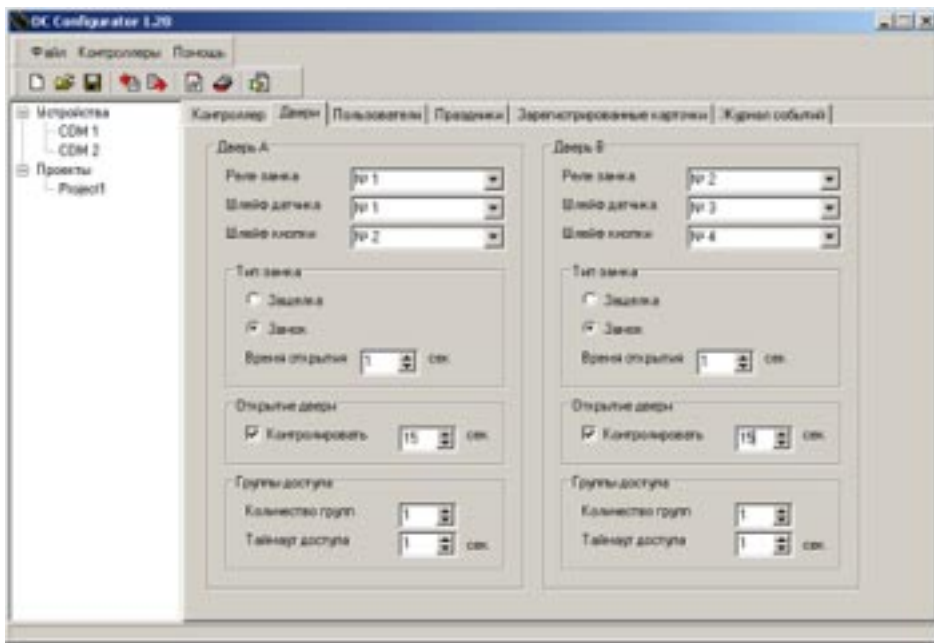 DC Configurator 1.20
Файл Контроллеры Помощь
Устройства
COM 1
COM 2
Проекты
Project1
Контроллер Двери Пользователи Праздники Зарегистрированные карточки Журнал событий
Дверь A
Реле замка № 1
Шлейф датчика № 1
Шлейф кнопки № 2
Тип замка
Защелка
Замок
Время открытия 1 сек.
Открытие двери
Контролировать 15 сек.
Группы доступа
Количество групп 1
Таймаут доступа 1 сек.
Дверь B
Реле замка № 2
Шлейф датчика № 3
Шлейф кнопки № 4
Тип замка
Защелка
Замок
Время открытия 1 сек.
Открытие двери
Контролировать 15 сек.
Группы доступа
Количество групп 1
Таймаут доступа 1 сек.